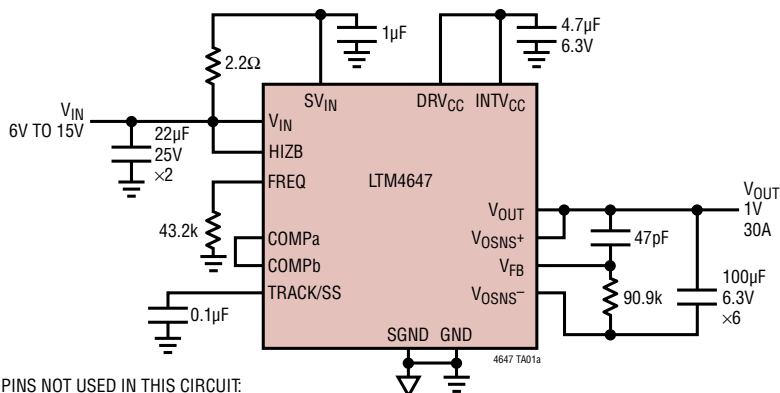 1µF
4.7µF
6.3V
2.2Ω
SVIN
DRVCC
INTVCC
VIN
6V TO 15V
22µF
25V
×2
VIN
HIZB
FREQ
LTM4647
43.2k
COMPa
COMPb
TRACK/SS
0.1µF
VOUT
VOSNS+
VFB
VOSNS−
47pF
90.9k
VOUT
1V
30A
100µF
6.3V
×6
SGND
GND
4647 TA01a
PINS NOT USED IN THIS CIRCUIT: